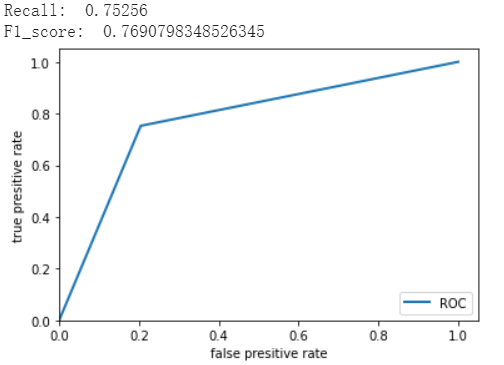 Recall: 0.75256
F1_score: 0.7690798348526345
1.0
0.8
0.6
0.4
0.2
0.0
true presitive rate
ROC
0.0 0.2 0.4 0.6 0.8 1.0
false presitive rate